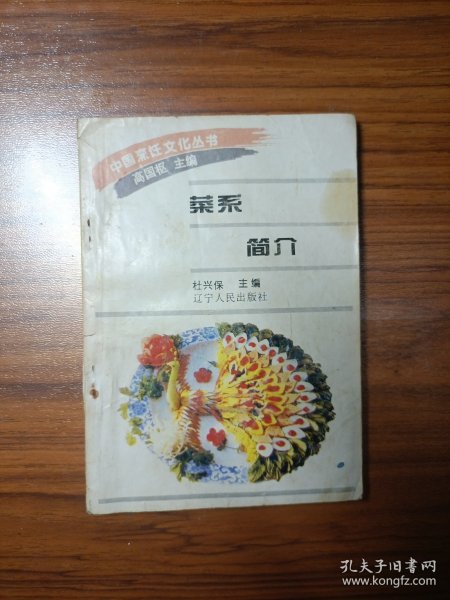 中国烹饪文化丛书
高国枢 主编
菜系
简介
杜兴保 主编
辽宁人民出版社
孔夫子旧书网
www.kongfz.com